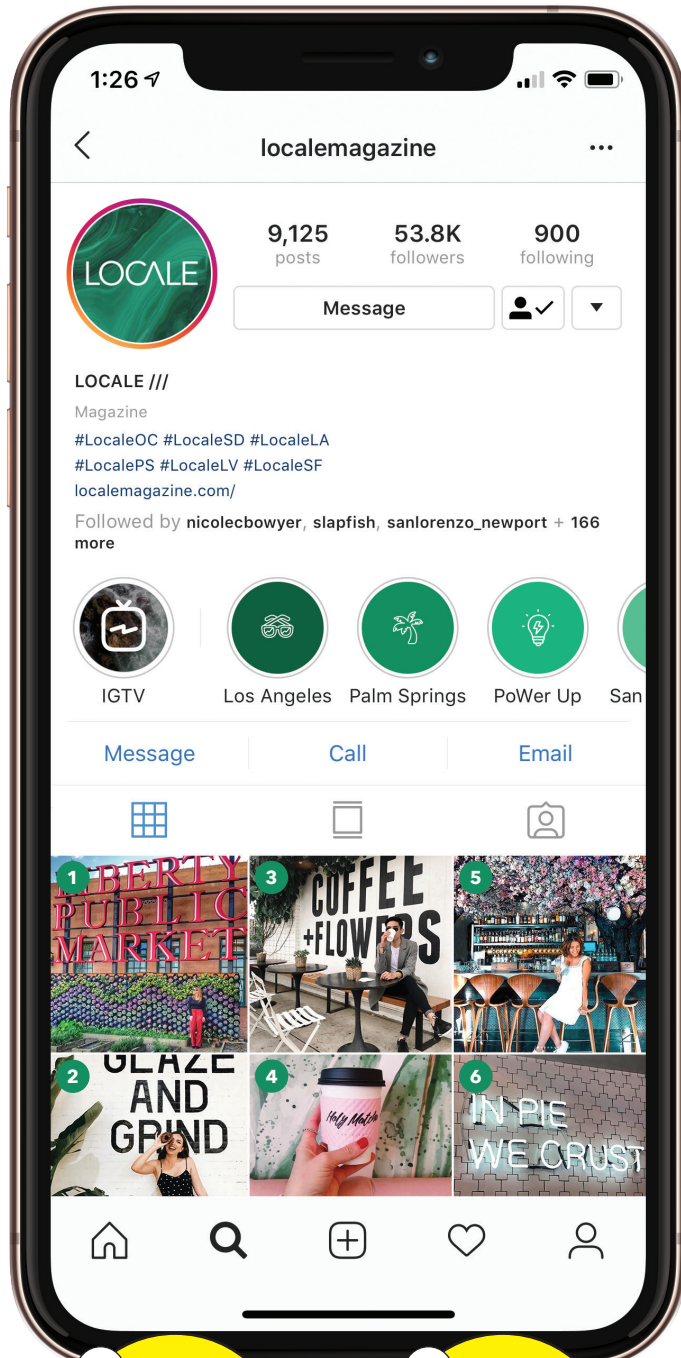 1:26
localemagazine
LOCALE
9,125 53.8K 900
posts followers following
Message
LOCALE ///
Magazine
#LocaleOC #LocaleSD #LocaleLA
#LocalePS #LocaleLV #LocaleSF
localemagazine.com/
Followed by nicolecbowyer, slapfish, sanlorenzo_newport + 166
more
IGTV Los Angeles Palm Springs PoWer Up San
Message Call Email
1
LIBERTY
PUBLIC
MARKET
3
COFFEE
+FLOWERS
5
2
GLAZE
AND
GRIND
4
Holy Matcha
6
IN PIE
WE CRUST